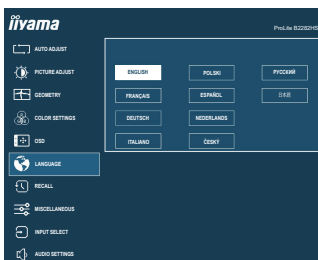 iiyama
ProLite B2282HS
AUTO ADJUST
PICTURE ADJUST
GEOMETRY
COLOR SETTINGS
OSD
LANGUAGE
RECALL
MISCELLANEOUS
INPUT SELECT
AUDIO SETTINGS
ENGLISH
POLSKI
РУССКИЙ
FRANÇAIS
ESPAÑOL
日本語
DEUTSCH
NEDERLANDS
ITALIANO
ČESKÝ